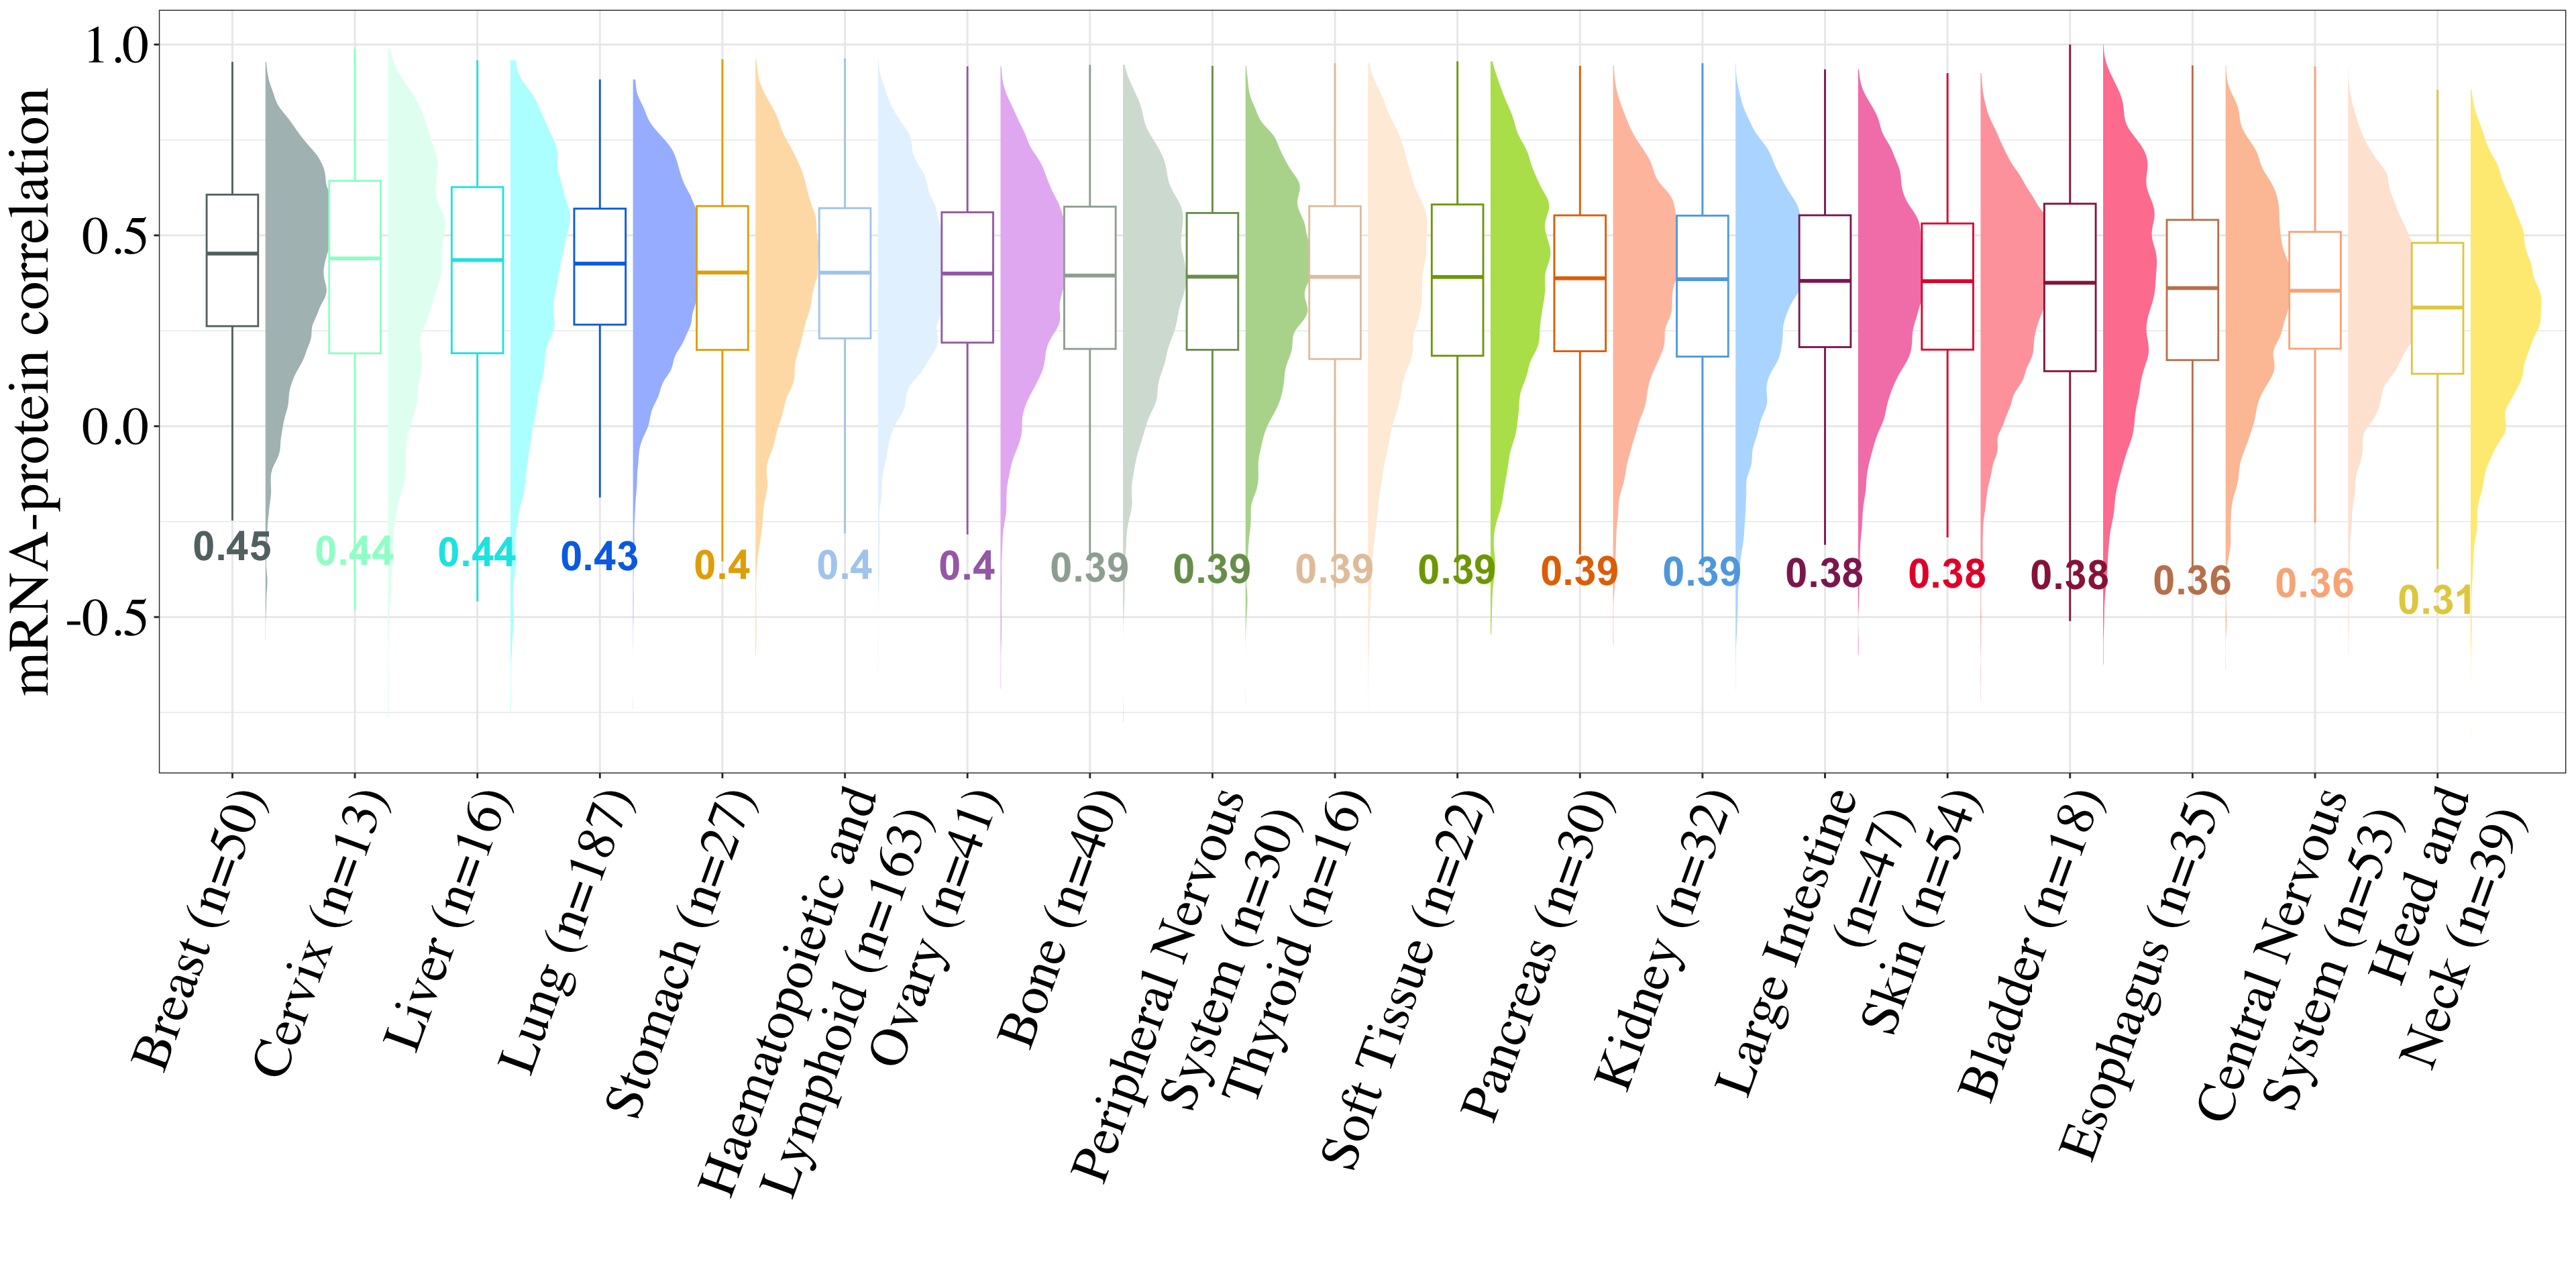 mRNA-protein correlation
1.0
0.5
0.0
-0.5
0.45
0.44
0.44
0.43
0.4
0.4
0.4
0.39
0.39
0.39
0.39
0.39
0.39
0.38
0.38
0.38
0.36
0.36
0.31
Breast (n=50)
Cervix (n=13)
Liver (n=16)
Lung (n=187)
Stomach (n=27)
Haematopoietic and
Lymphoid (n=163)
Ovary (n=41)
Bone (n=40)
Peripheral Nervous
System (n=30)
Thyroid (n=16)
Soft Tissue (n=22)
Pancreas (n=30)
Kidney (n=32)
Large Intestine
(n=47)
Skin (n=54)
Bladder (n=18)
Esophagus (n=35)
Central Nervous
System (n=53)
Head and
Neck (n=39)